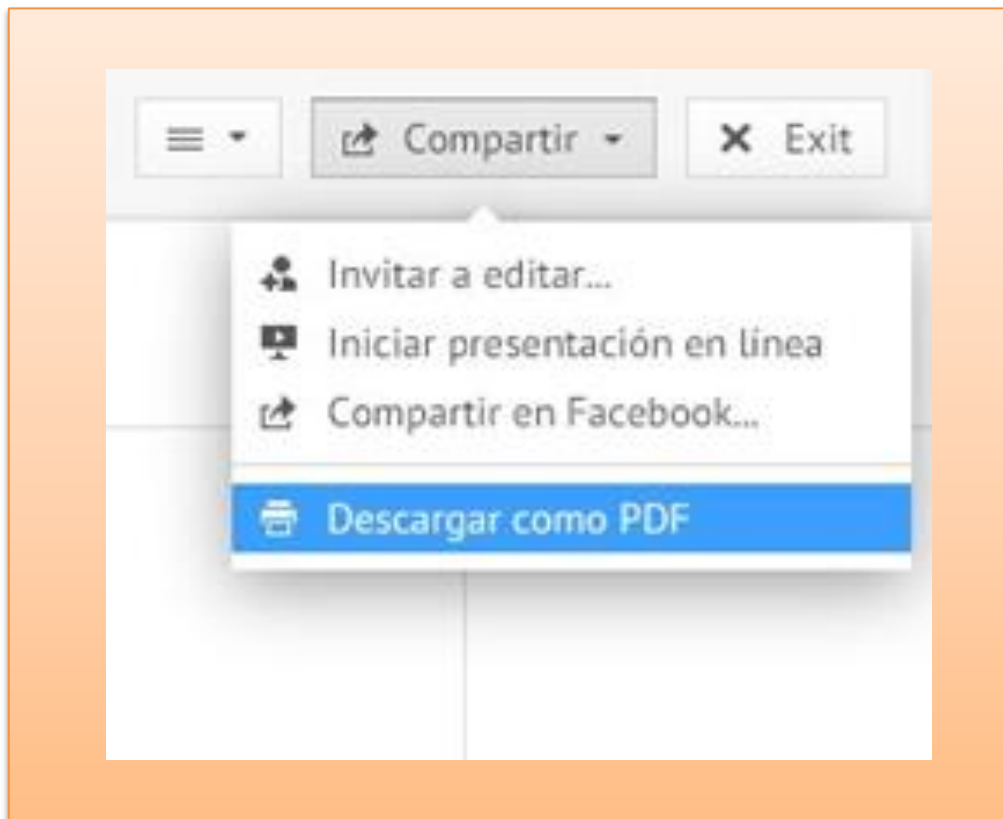 Compartir Exit
Invitar a editar...
Iniciar presentación en línea
Compartir en Facebook...
Descargar como PDF